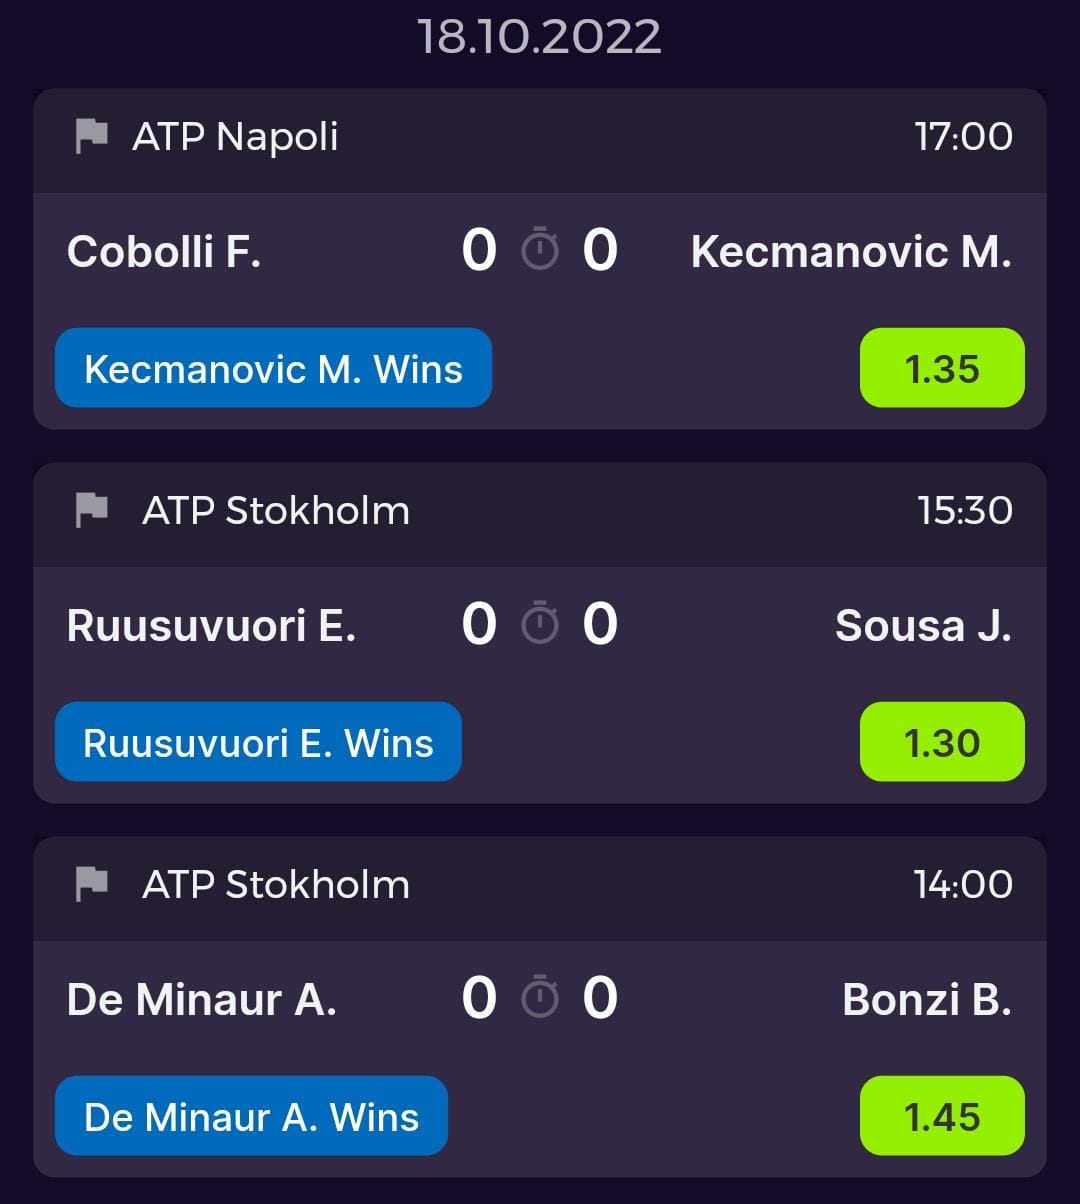 18.10.2022
ATP Napoli 17:00
Cobolli F. 0 0 Kecmanovic M.
Kecmanovic M. Wins 1.35
ATP Stokholm 15:30
Ruusuvuori E. 0 0 Sousa J.
Ruusuvuori E. Wins 1.30
ATP Stokholm 14:00
De Minaur A. 0 0 Bonzi B.
De Minaur A. Wins 1.45